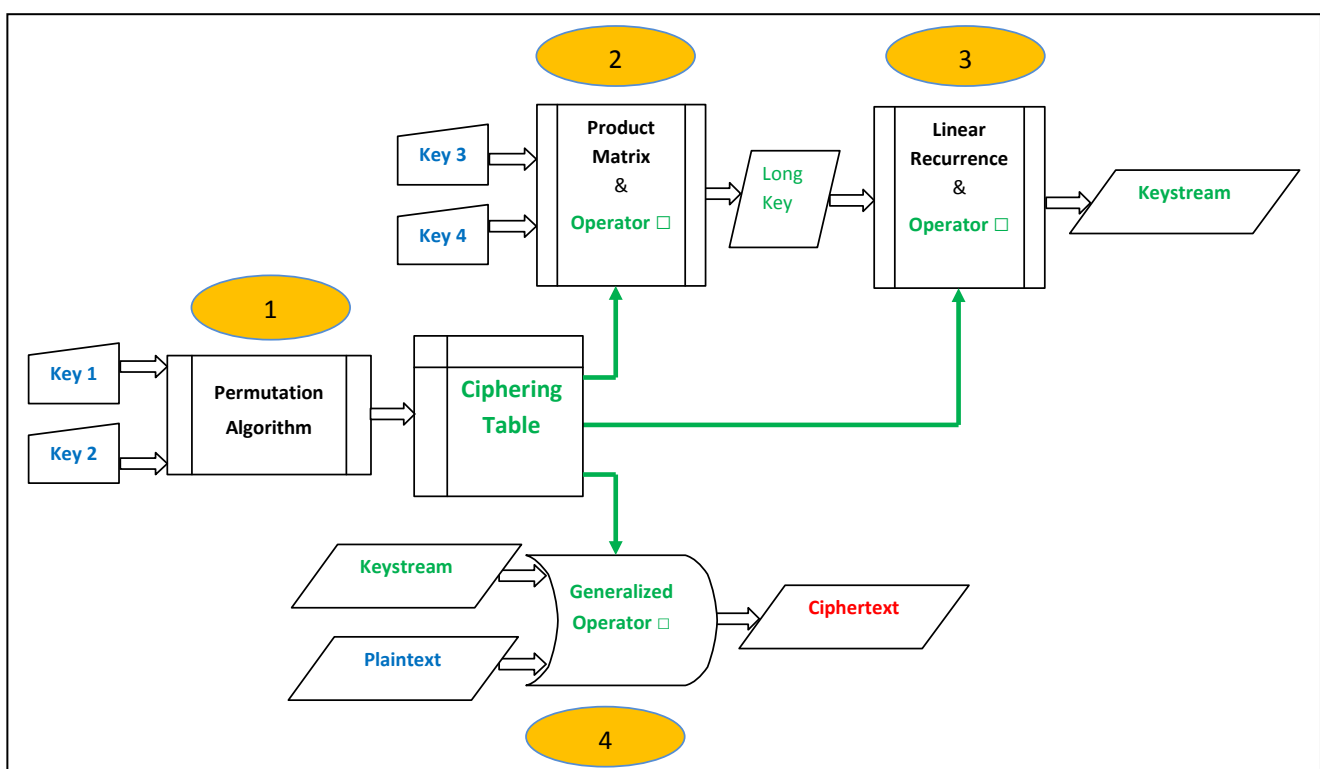 2
3
Key 3
Key 4
Product
Matrix
&
Operator □
Long
Key
Linear
Recurrence
&
Operator □
Keystream
1
Key 1
Key 2
Permutation
Algorithm
Ciphering
Table
Keystream
Plaintext
Generalized
Operator □
Ciphertext
4